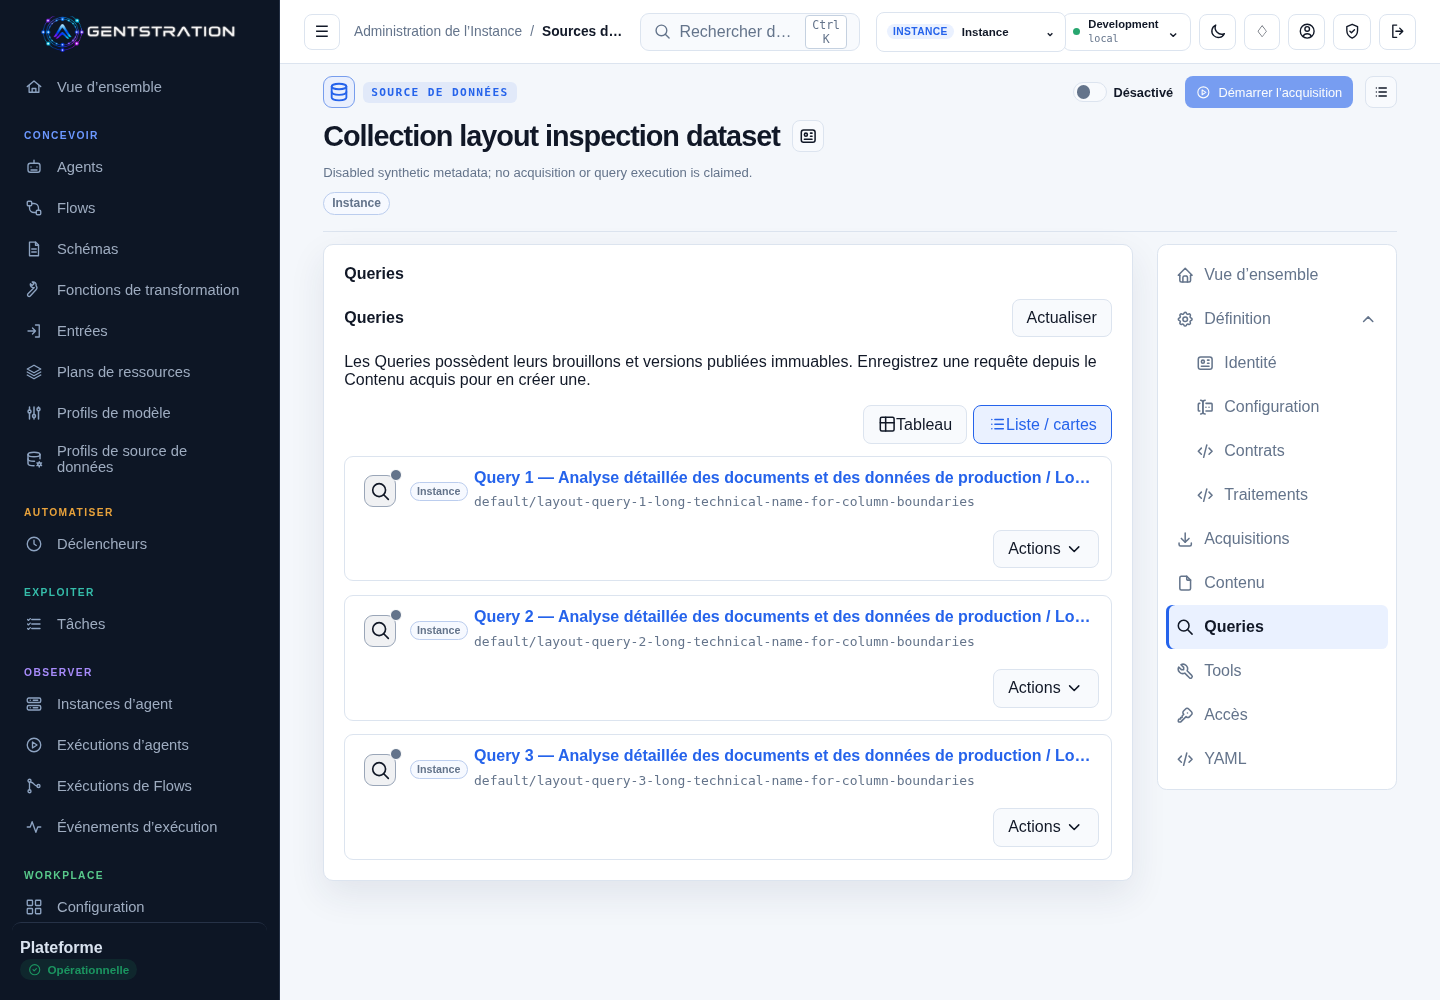 GENTSTRATION
Vue d’ensemble
CONCEVOIR
Agents
Flows
Schémas
Fonctions de transformation
Entrées
Plans de ressources
Profils de modèle
Profils de source de
données
AUTOMATISER
Déclencheurs
EXPLOITER
Tâches
OBSERVER
Instances d’agent
Exécutions d’agents
Exécutions de Flows
Événements d’exécution
WORKPLACE
Configuration
Plateforme
Opérationnelle
Administration de l’Instance / Sources d…
Rechercher d… Ctrl
K
INSTANCE Instance
Development
local
SOURCE DE DONNÉES
Désactivé
Démarrer l’acquisition
Collection layout inspection dataset
Disabled synthetic metadata; no acquisition or query execution is claimed.
Instance
Queries
Queries
Actualiser
Les Queries possèdent leurs brouillons et versions publiées immuables. Enregistrez une requête depuis le
Contenu acquis pour en créer une.
Tableau
Liste / cartes
Instance
Query 1 — Analyse détaillée des documents et des données de production / Lo…
default/layout-query-1-long-technical-name-for-column-boundaries
Actions
Instance
Query 2 — Analyse détaillée des documents et des données de production / Lo…
default/layout-query-2-long-technical-name-for-column-boundaries
Actions
Instance
Query 3 — Analyse détaillée des documents et des données de production / Lo…
default/layout-query-3-long-technical-name-for-column-boundaries
Actions
Vue d’ensemble
Définition
Identité
Configuration
Contrats
Traitements
Acquisitions
Contenu
Queries
Tools
Accès
YAML